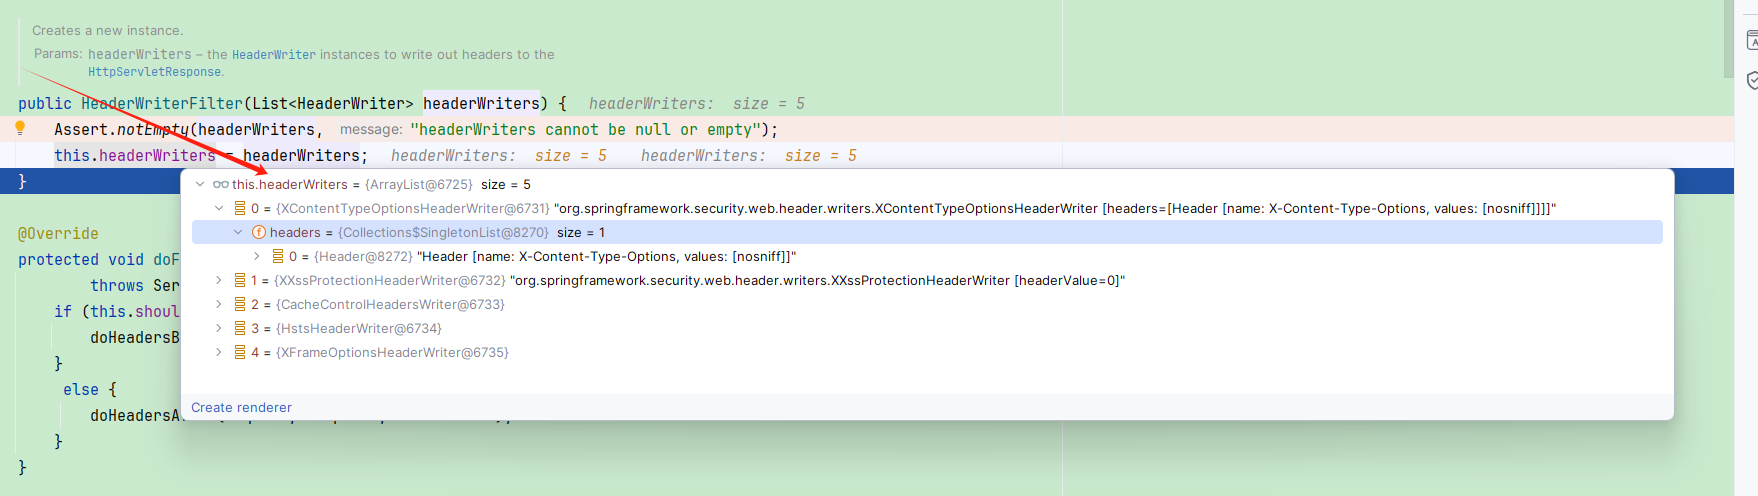 Creates a new instance.
Params: headerWriters – the HeaderWriter instances to write out headers to the
HttpServletResponse.
public HeaderWriterFilter(List<HeaderWriter> headerWriters) { headerWriters: size = 5
Assert.notEmpty(headerWriters, message: "headerWriters cannot be null or empty");
this.headerWriters = headerWriters; headerWriters: size = 5 headerWriters: size = 5
}
this.headerWriters = {ArrayList@6725} size = 5
0 = {XContentTypeOptionsHeaderWriter@6731} "org.springframework.security.web.header.writers.XContentTypeOptionsHeaderWriter [headers=[Header [name: X-Content-Type-Options, values: [nosniff]]]]"
headers = {Collections$SingletonList@8270} size = 1
0 = {Header@8272} "Header [name: X-Content-Type-Options, values: [nosniff]]"
1 = {XXssProtectionHeaderWriter@6732} "org.springframework.security.web.header.writers.XXssProtectionHeaderWriter [headerValue=0]"
2 = {CacheControlHeadersWriter@6733}
3 = {HstsHeaderWriter@6734}
4 = {XFrameOptionsHeaderWriter@6735}
Create renderer
@Override
protected void doF
throws Ser
if (this.shoul
doHeadersB
}
else {
doHeadersA
}
}